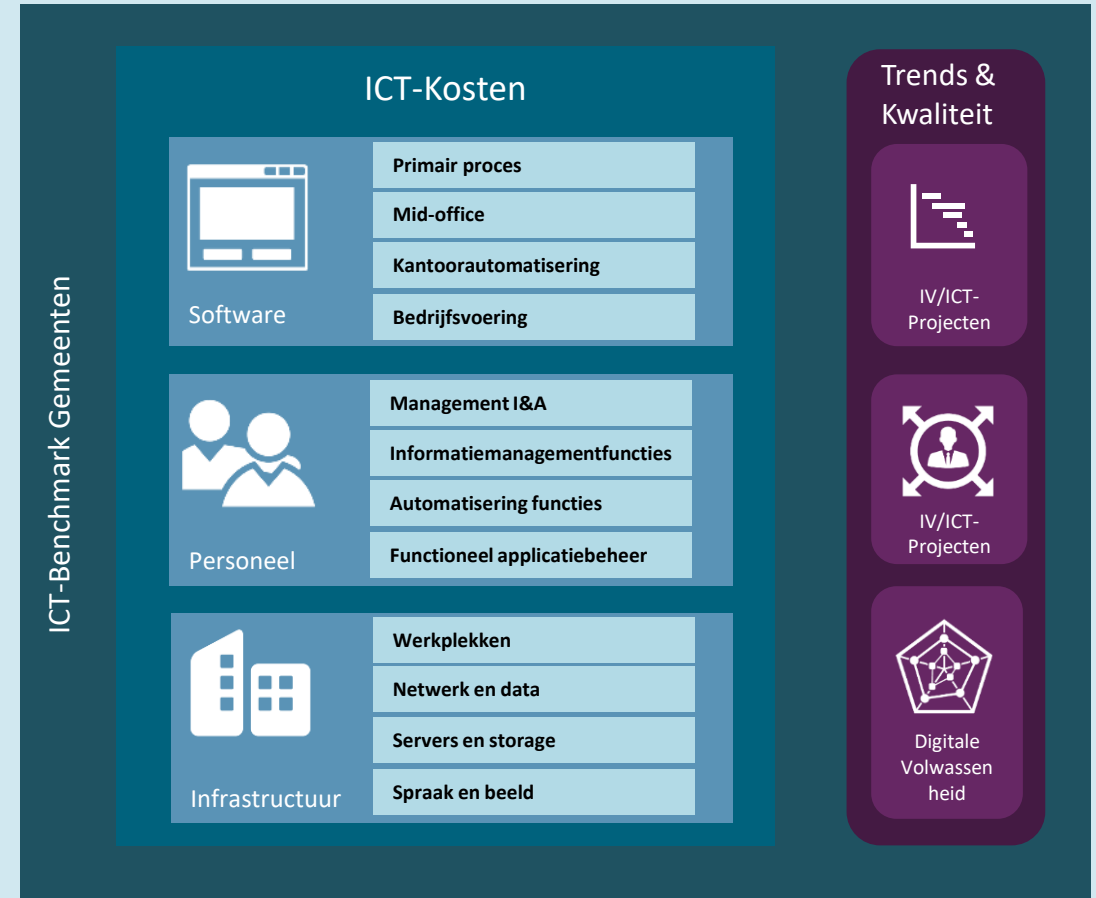 ICT-Benchmark Gemeenten
ICT-Kosten
Software
Primair proces
Mid-office
Kantoorautomatisering
Bedrijfsvoering
Personeel
Management I&A
Informatiemanagementfuncties
Automatisering functies
Functioneel applicatiebeheer
Infrastructuur
Werkplekken
Netwerk en data
Servers en storage
Spraak en beeld
Trends &
Kwaliteit
IV/ICT-
Projecten
IV/ICT-
Projecten
Digitale
Volwassen
heid